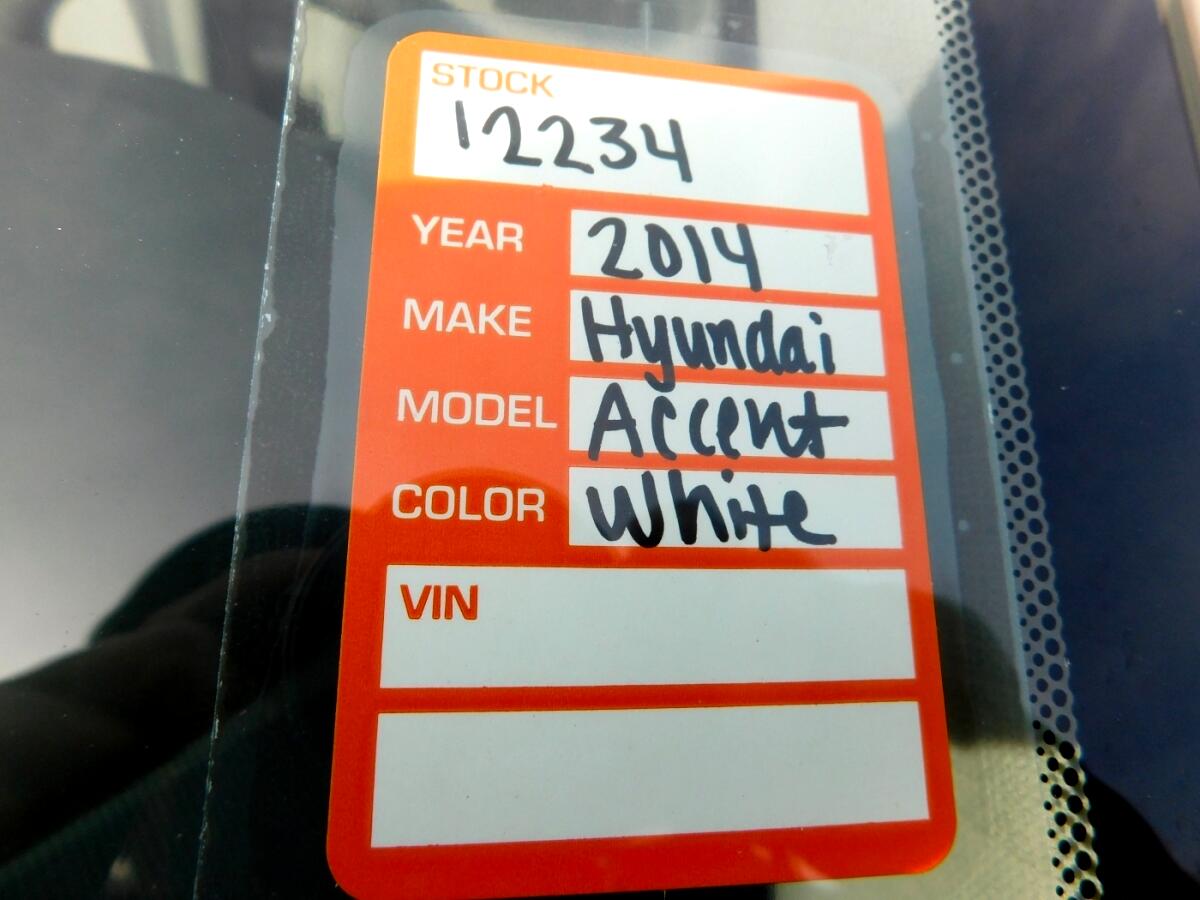 STOCK
12234
YEAR 2014
MAKE Hyundai
MODEL Accent
COLOR White
VIN